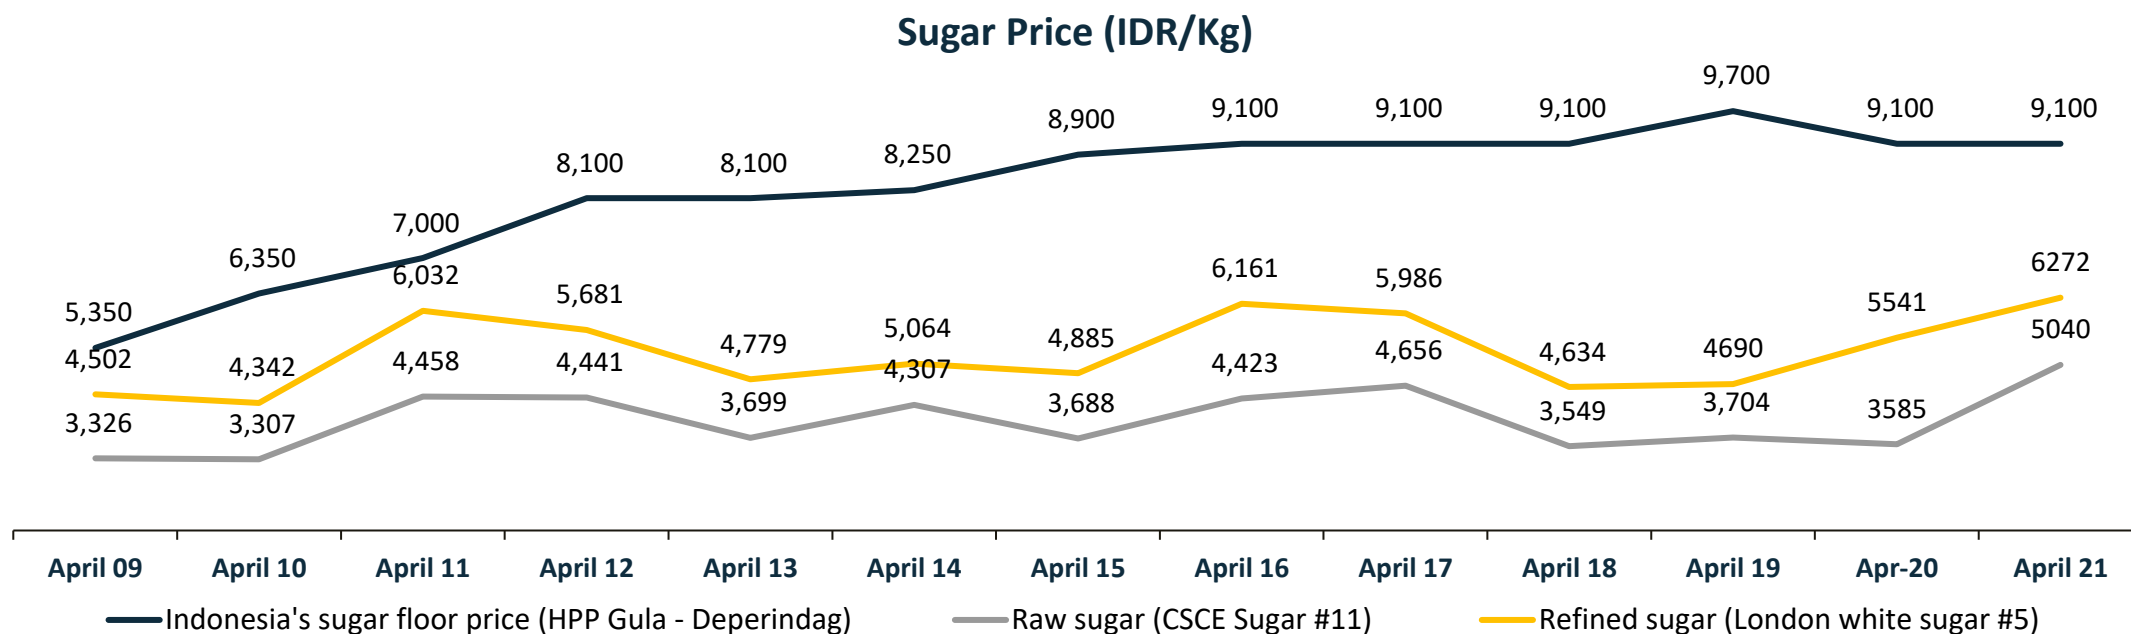 Sugar Price (IDR/Kg)
5,350 6,350 7,000 8,100 8,100 8,250 8,900 9,100 9,100 9,100 9,700 9,100 9,100
4,502 4,342 6,032 5,681 4,779 5,064 4,885 6,161 5,986 4,634 4690 5541 6272
3,326 3,307 4,458 4,441 3,699 4,307 3,688 4,423 4,656 3,549 3,704 3585 5040
April 09 April 10 April 11 April 12 April 13 April 14 April 15 April 16 April 17 April 18 April 19 Apr-20 April 21
Indonesia's sugar floor price (HPP Gula - Deperindag) Raw sugar (CSCE Sugar #11) Refined sugar (London white sugar #5)